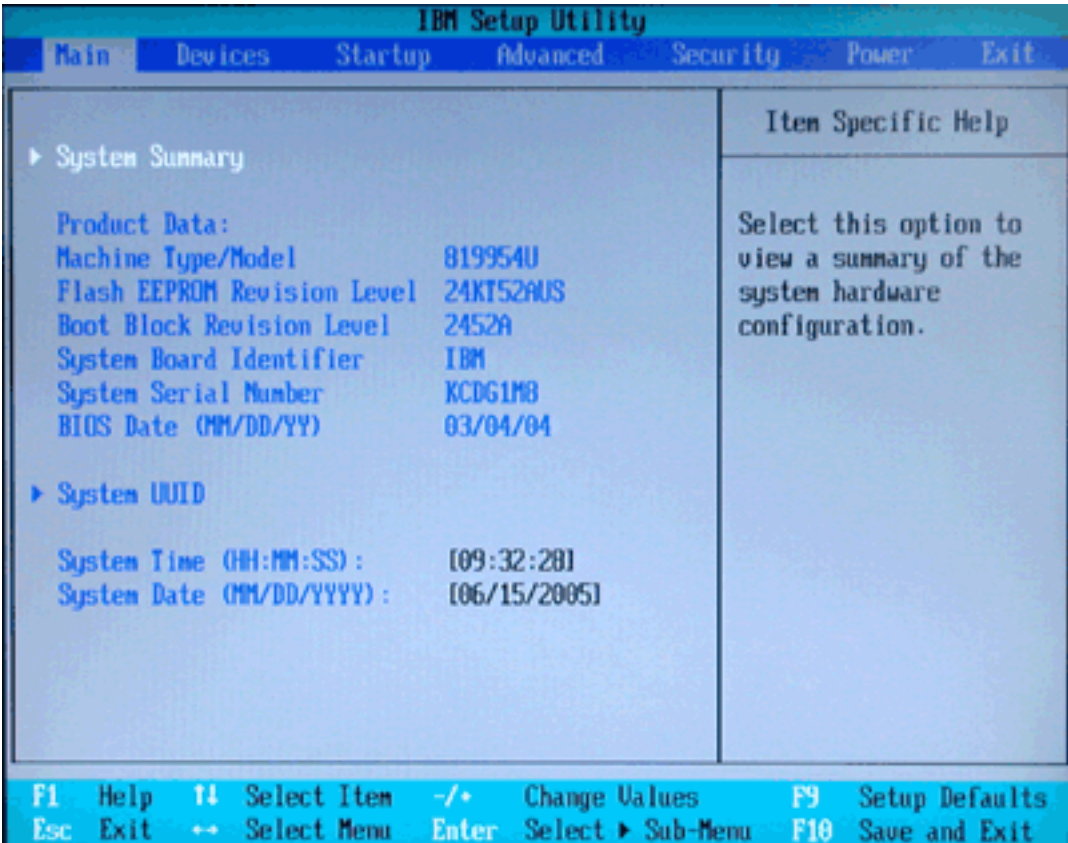 IBM Setup Utility
Main Devices Startup Advanced Security Power Exit
Item Specific Help
▶ System Summary
Product Data:
Machine Type/Model 819954U
Flash EEPROM Revision Level 24KT52AUS
Boot Block Revision Level 2452A
System Board Identifier IBM
System Serial Number KCDG1M8
BIOS Date (MM/DD/YY) 03/04/04
▶ System UUID
System Time (HH:MM:SS): [09:32:28]
System Date (MM/DD/YYYY): [06/15/2005]
Select this option to
view a summary of the
system hardware
configuration.
F1 Help ↑↓ Select Item -/+ Change Values F9 Setup Defaults
Esc Exit ↔ Select Menu Enter Select ▶ Sub-Menu F10 Save and Exit